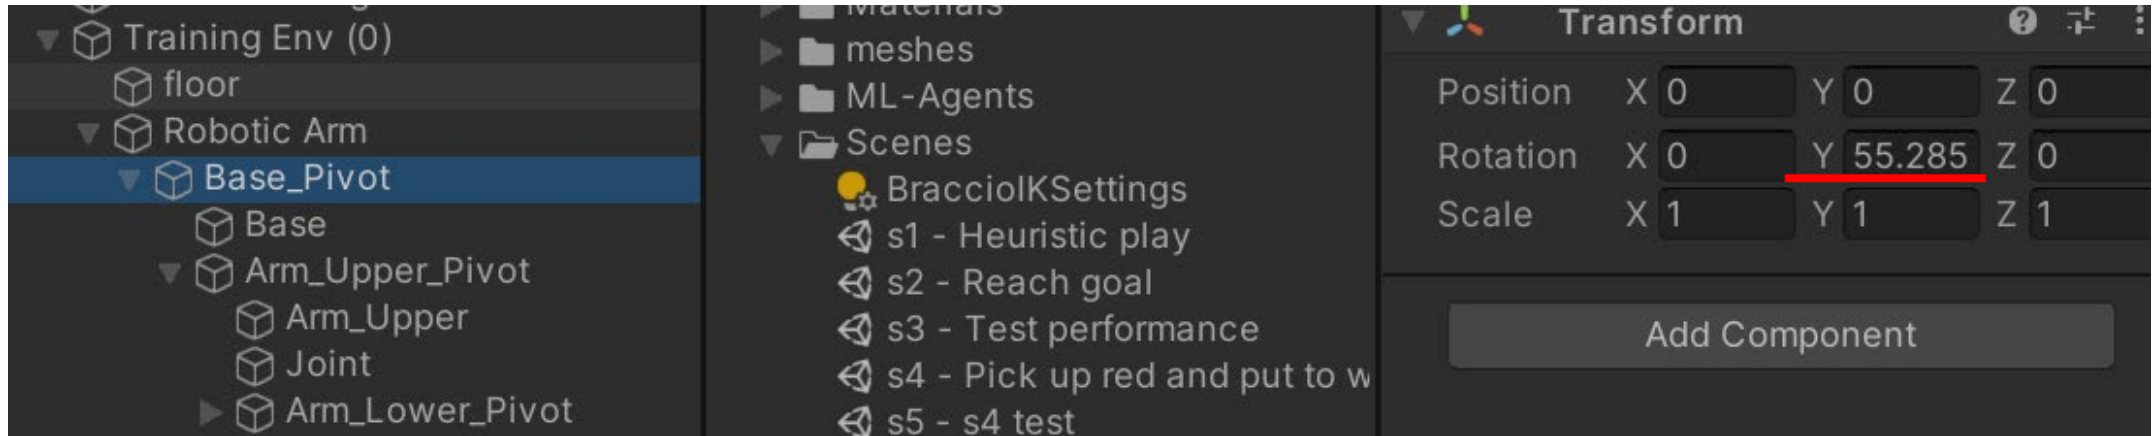 Training Env (0)
floor
Robotic Arm
Base_Pivot
Base
Arm_Upper_Pivot
Arm_Upper
Joint
Arm_Lower_Pivot
Materials
meshes
ML-Agents
Scenes
BraccioIKSettings
s1 - Heuristic play
s2 - Reach goal
s3 - Test performance
s4 - Pick up red and put to w
s5 - s4 test
Transform
Position X 0 Y 0 Z 0
Rotation X 0 Y 55.285 Z 0
Scale X 1 Y 1 Z 1
Add Component